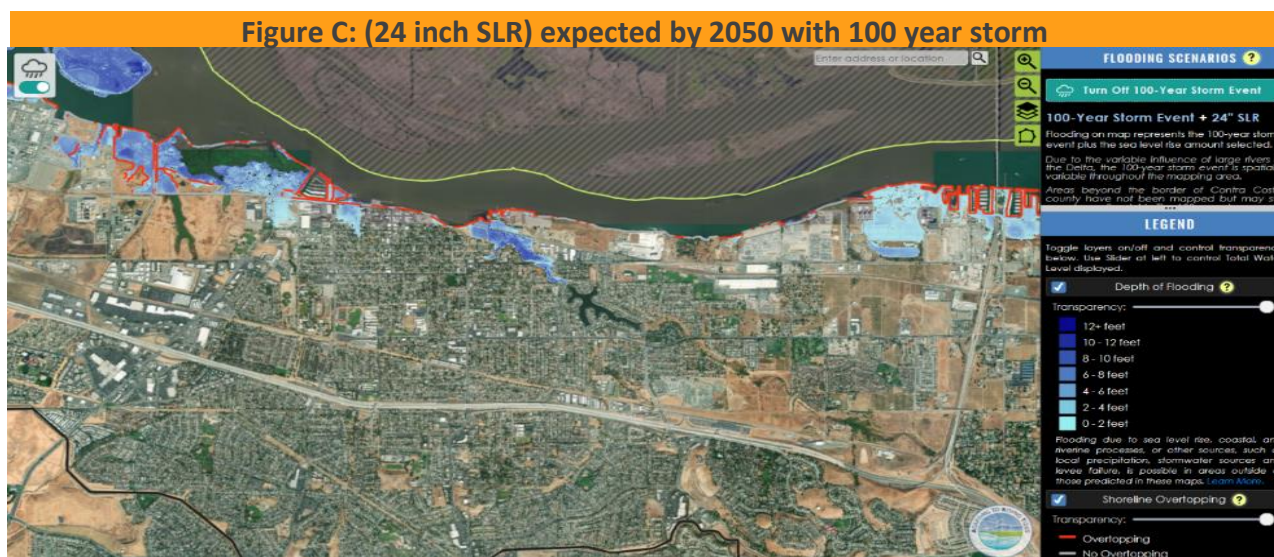 Figure C: (24 inch SLR) expected by 2050 with 100 year storm
Enter address or location
FLOODING SCENARIOS ?
Turn Off 100-Year Storm Event
100-Year Storm Event + 24" SLR
Flooding on map represents the 100-year storm
event plus the sea level rise amount selected.
Due to the variable influence of large rivers
the Delta, the 100-year storm event is spatial
variable throughout the mapping area.
Areas beyond the border of Contra Cost
county have not been mapped but may s
LEGEND
Toggle layers on/off and control transparenc
below. Use Slider at left to control Total Wat
Level displayed.
Depth of Flooding ?
Transparency:
12+ feet
10 - 12 feet
8 - 10 feet
6 - 8 feet
4 - 6 feet
2 - 4 feet
0 - 2 feet
Flooding due to sea level rise, coastal, an
riverine processes, or other sources, such
local precipitation, stormwater sources an
levee failure, is possible in areas outside
those predicted in these maps. Learn More.
Shoreline Overtopping ?
Transparency:
Overtopping
No Overtopping